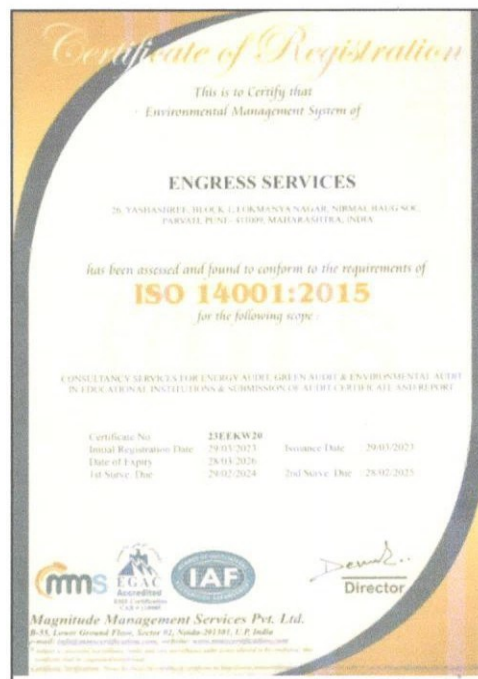 Certificate of Registration
This is to Certify that
Environmental Management System of
ENGRESS SERVICES
26, YASHASHREE, BLOCK 1, LOKMANYA NAGAR, NIRMAL BAUG SOC.
PARVATI, PUNE- 411009, MAHARASHTRA, INDIA
has been assessed and found to conform to the requirements of
ISO 14001:2015
for the following scope :
CONSULTANCY SERVICES FOR ENERGY AUDIT, GREEN AUDIT & ENVIRONMENTAL AUDIT
IN EDUCATIONAL INSTITUTIONS & SUBMISSION OF AUDIT CERTIFICATE AND REPORT
Certificate No 23EEKW20
Initial Registration Date 29/03/2023 Issuance Date 29/03/2023
Date of Expiry 28/03/2026
1st Surve. Due 29/02/2024 2nd Surve. Due 28/02/2025
mms
EGAC
Accredited
IAF
Director
Magnitude Management Services Pvt. Ltd.
B-55, Lower Ground Floor, Sector 02, Noida-201301, U.P. India